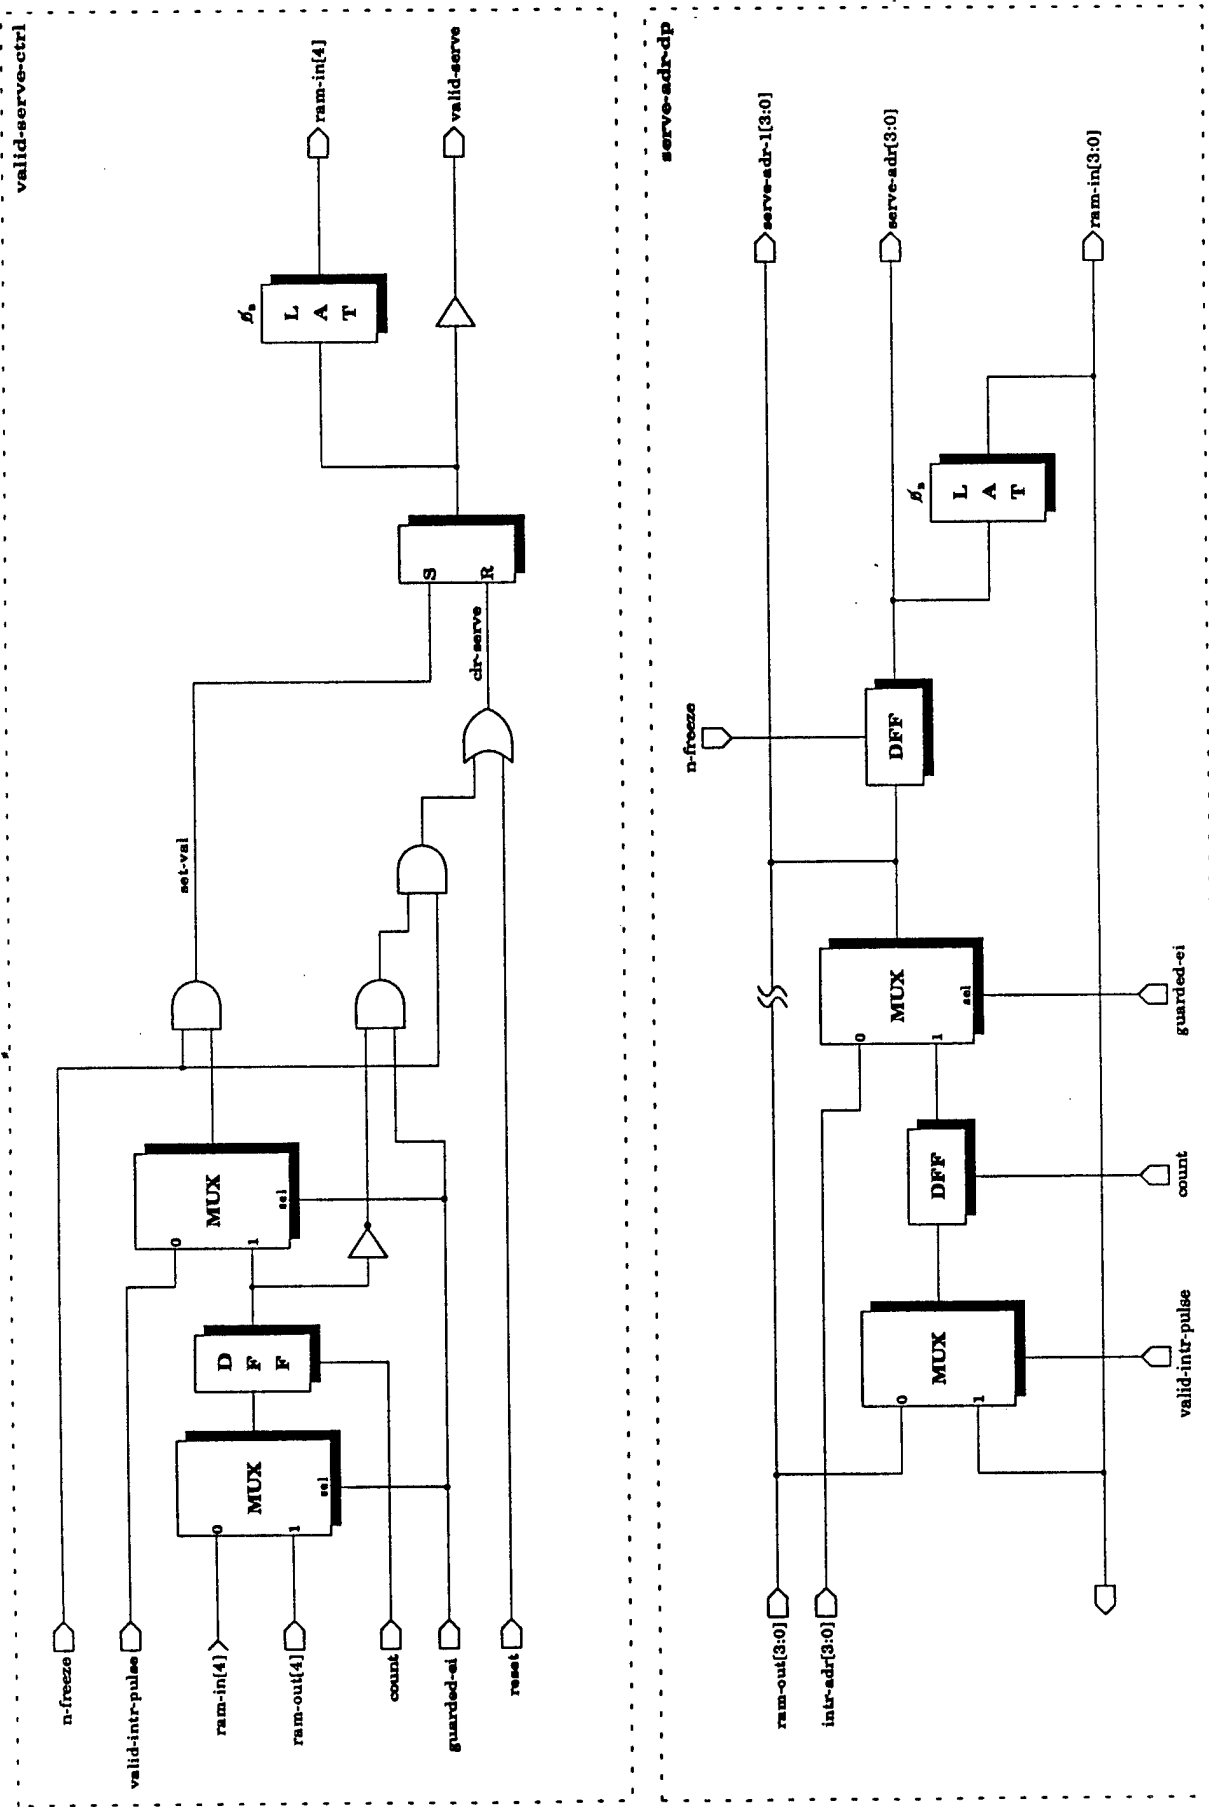 valid-serve-ctrl
n-freeze
valid-intr-pulse
ram-in[4]
ram-out[4]
count
guarded-ei
reset
MUX
0
1
sel
D
F
F
MUX
0
1
sel
set-val
clr-serve
S
R
L
A
T
ram-in[4]
valid-serve
serve-adr-dp
ram-out[3:0]
intr-adr[3:0]
MUX
0
1
valid-intr-pulse
DFF
count
MUX
0
1
sel
guarded-ei
n-freeze
DFF
L
A
T
serve-adr-1[3:0]
serve-adr[3:0]
ram-in[3:0]